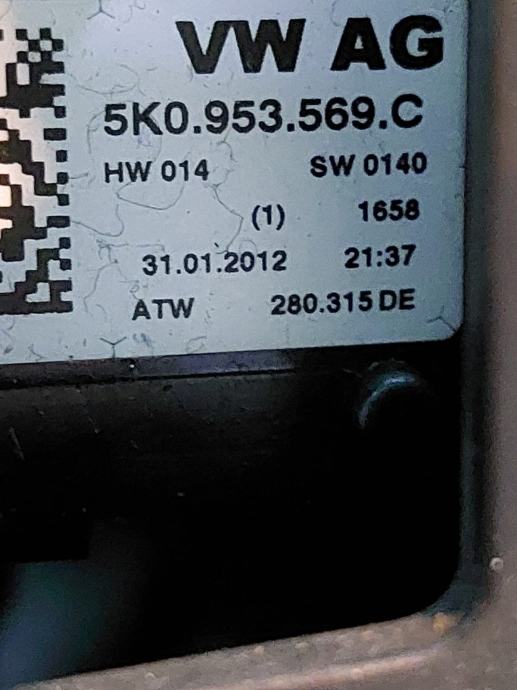 VW AG
5K0.953.569.C
HW 014 SW 0140
(1) 1658
31.01.2012 21:37
ATW 280.315 DE